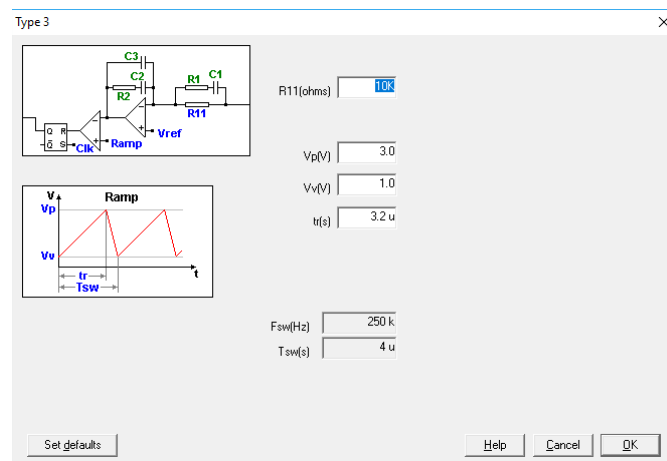 Type 3
C3
C2
R1 C1
R2
R11
Vref
Q R
Q S
Clk
Ramp
R11(ohms) 10K
Vp(V) 3.0
Vv(V) 1.0
tr(s) 3.2 u
V
Ramp
Vp
Vv
tr
t
Tsw
Fsw(Hz) 250 k
Tsw(s) 4 u
Set defaults
Help
Cancel
OK